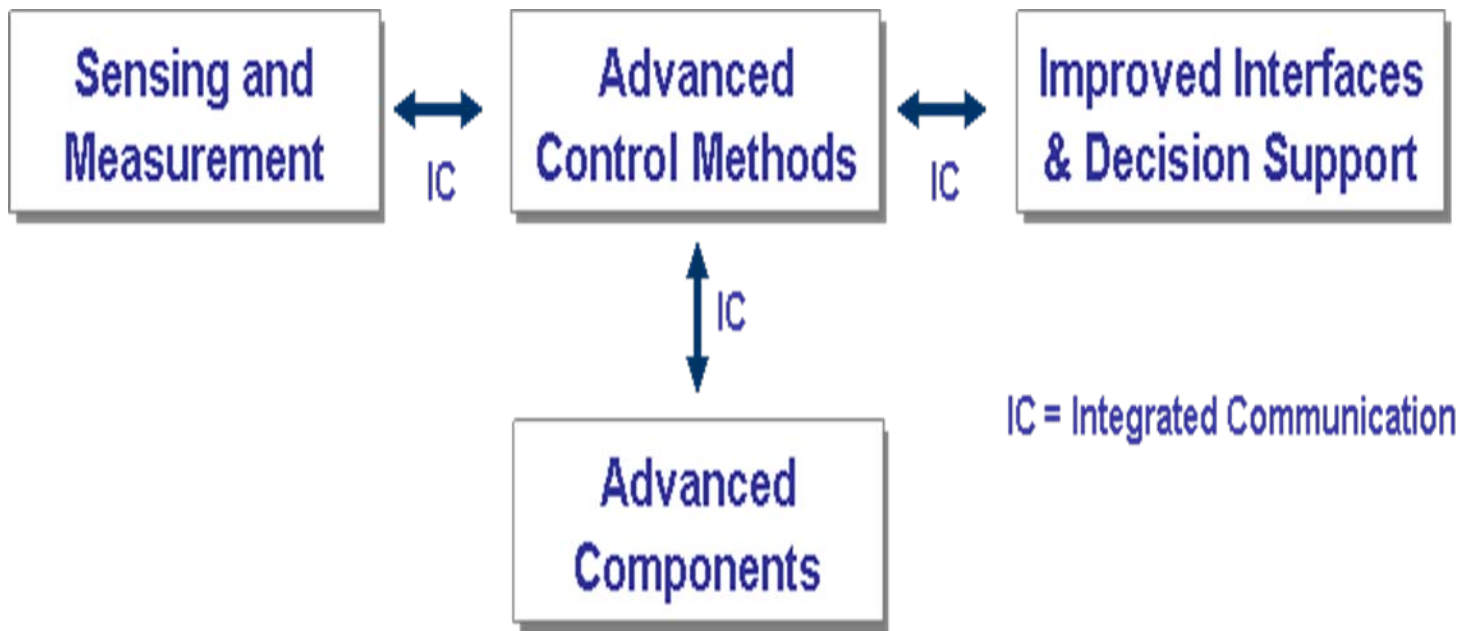 Sensing and
Measurement
IC
Advanced
Control Methods
IC
Improved Interfaces
& Decision Support
IC
IC = Integrated Communication
Advanced
Components